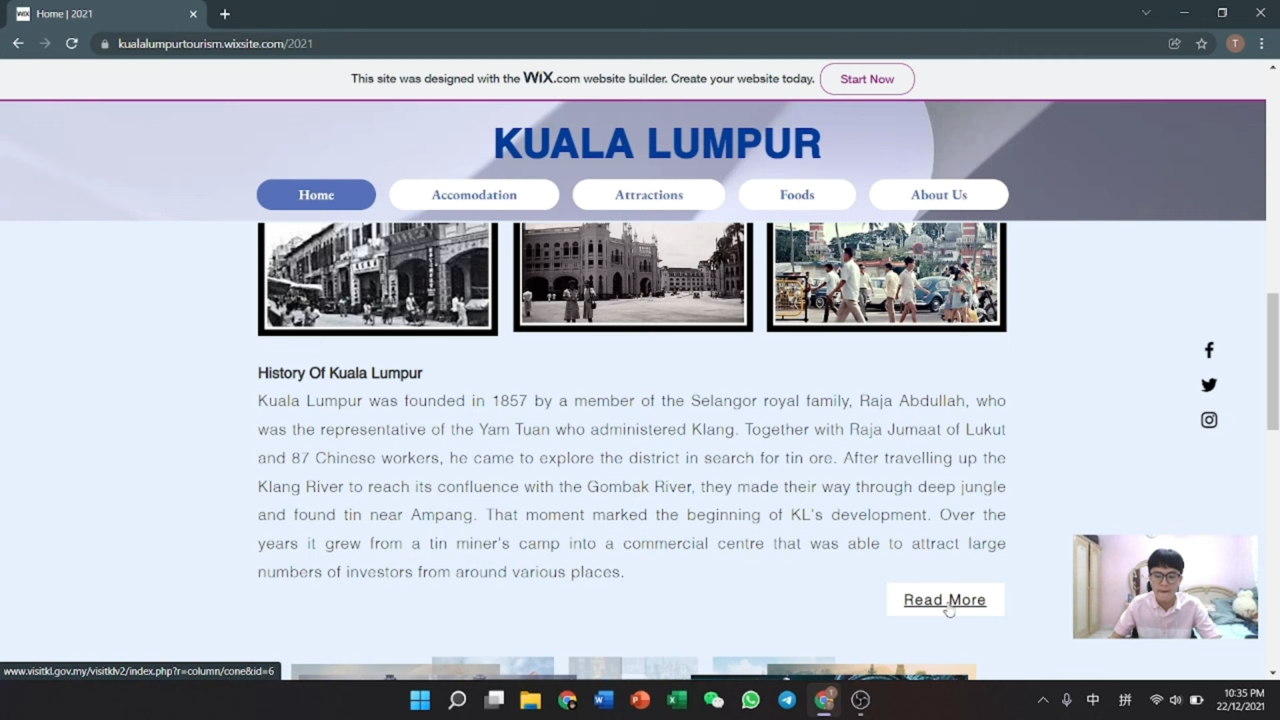 Home | 2021
kualalumpurtourism.wixsite.com/2021
T
This site was designed with the WiX.com website builder. Create your website today.
Start Now
KUALA LUMPUR
Home
Accomodation
Attractions
Foods
About Us
History Of Kuala Lumpur
Kuala Lumpur was founded in 1857 by a member of the Selangor royal family, Raja Abdullah, who
was the representative of the Yam Tuan who administered Klang. Together with Raja Jumaat of Lukut
and 87 Chinese workers, he came to explore the district in search for tin ore. After travelling up the
Klang River to reach its confluence with the Gombak River, they made their way through deep jungle
and found tin near Ampang. That moment marked the beginning of KL's development. Over the
years it grew from a tin miner's camp into a commercial centre that was able to attract large
numbers of investors from around various places.
Read More
www.visitkl.gov.my/visitklv2/index.php?r=column/cone&id=6
中
拼
10:35 PM
22/12/2021